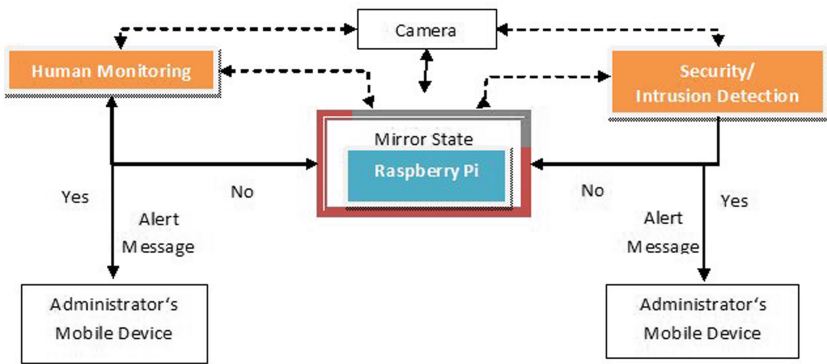 Camera
Human Monitoring
Security/
Intrusion Detection
Mirror State
Raspberry Pi
Yes
No
No
Yes
Alert
Message
Alert
Message
Administrator‘s
Mobile Device
Administrator‘s
Mobile Device